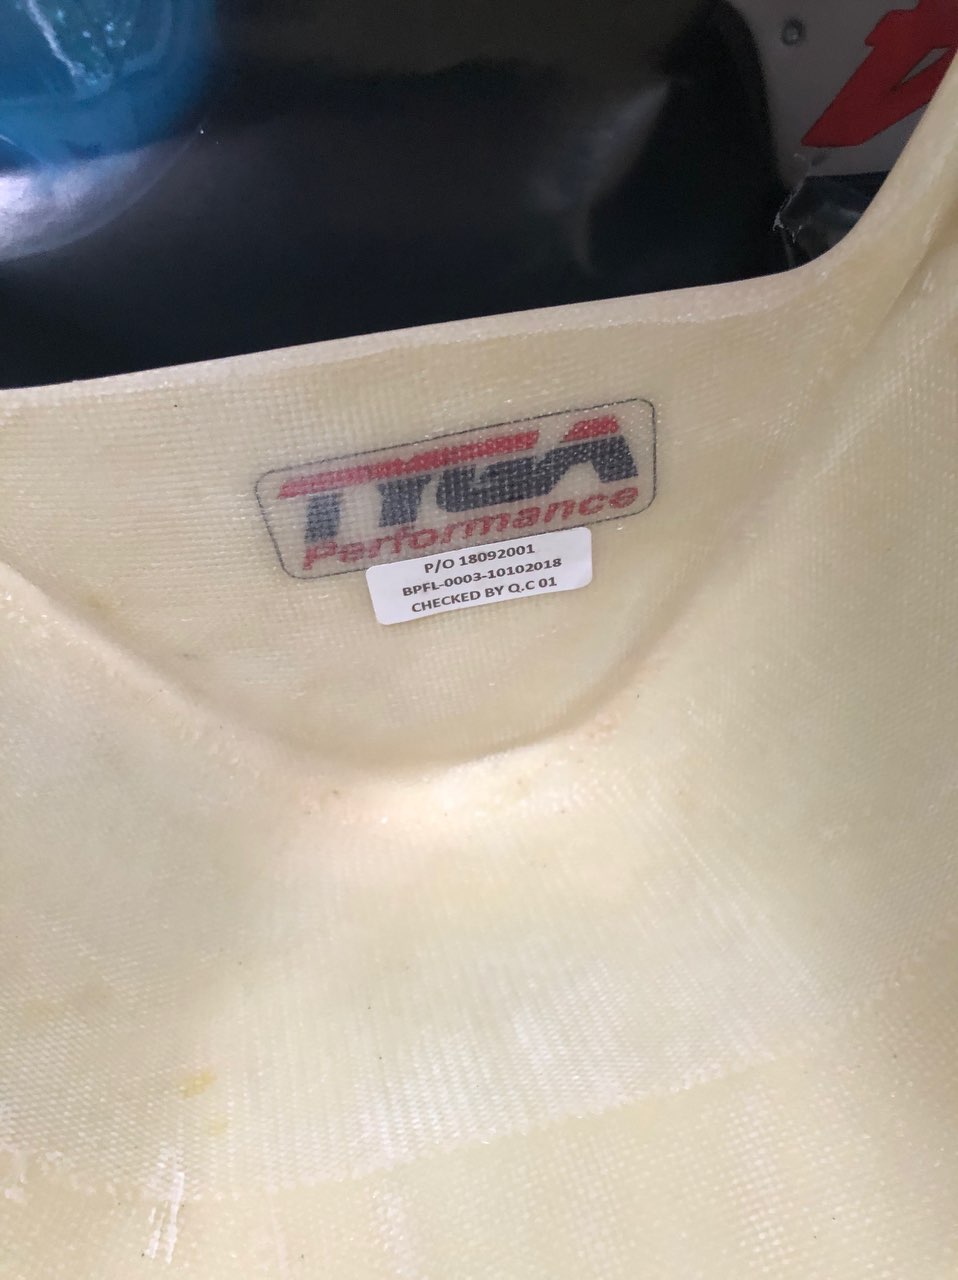 TYGA
Performance
P/O 18092001
BPFL-0003-10102018
CHECKED BY Q.C 01